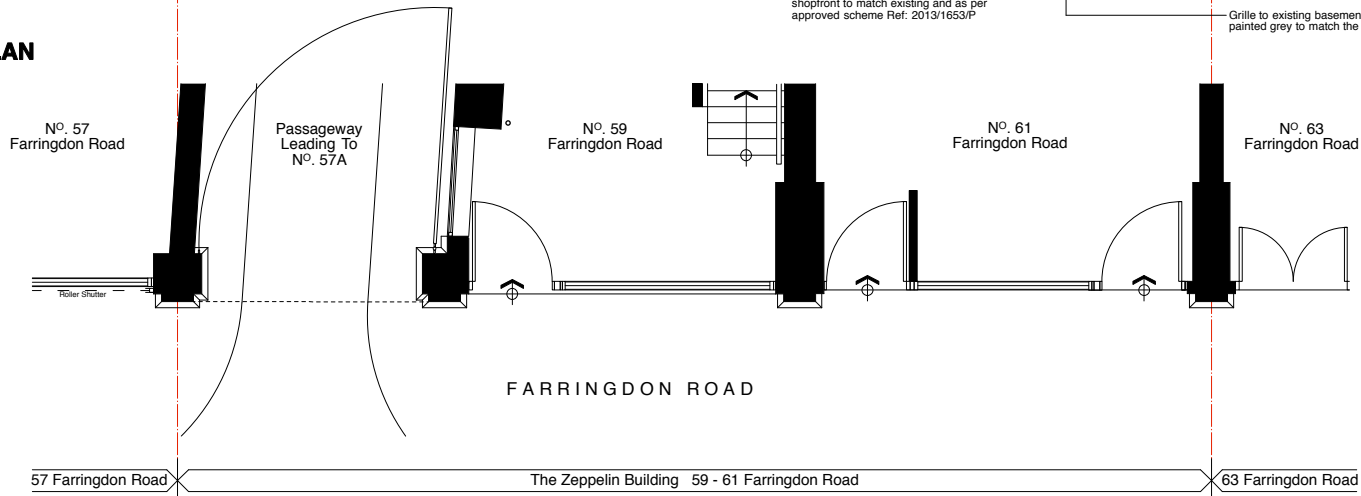 shopfront to match existing and as per
approved scheme Ref: 2013/1653/P
Grille to existing basemen
painted grey to match the
LAN
Nº. 57
Farringdon Road
Passageway
Leading To
Nº. 57A
Nº. 59
Farringdon Road
Nº. 61
Farringdon Road
Nº. 63
Farringdon Road
Roller Shutter
FARRINGDON ROAD
57 Farringdon Road
The Zeppelin Building 59 - 61 Farringdon Road
63 Farringdon Road